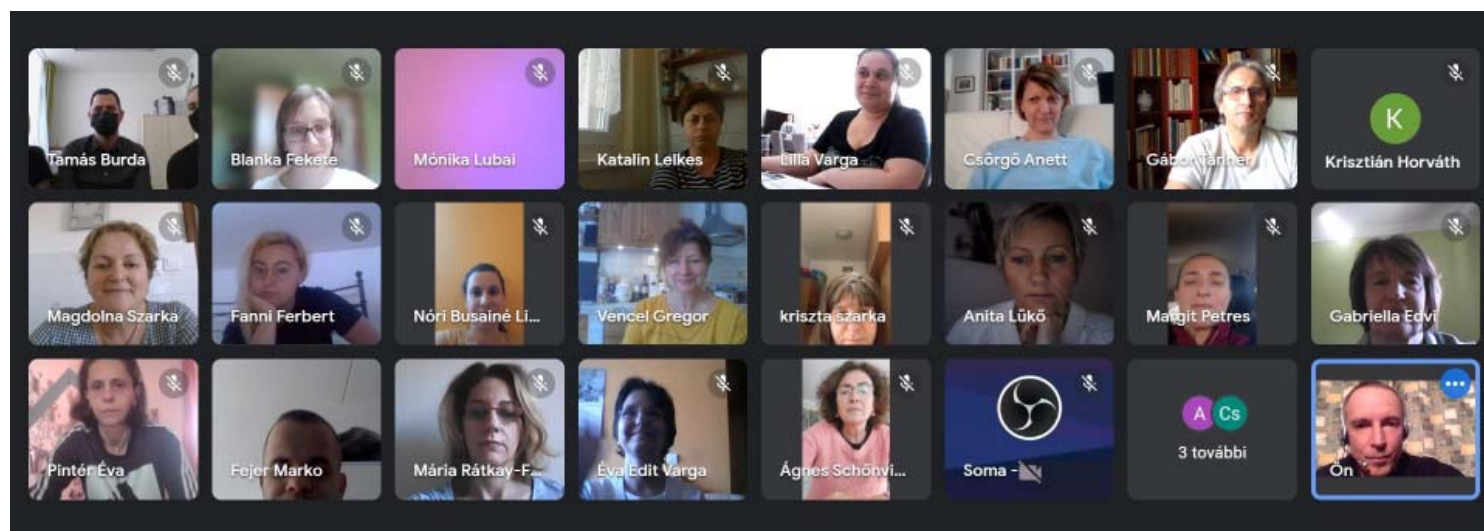 Tamás Burda
Blanka Fekete
Mónika Lubai
Katalin Lelkes
Lilla Varga
Csörgő Anett
Gábor Tanner
K
Krisztián Horváth
Magdolna Szarka
Fanni Ferbert
Nóri Busainé Li...
Vencel Gregor
kriszta szarka
Anita Lükő
Margit Petres
Gabriella Edvi
Pintér Éva
Fejer Marko
Mária Rátkay-F...
Éva Edit Varga
Ágnes Schönvi...
Soma -
A Cs
3 további
Ön